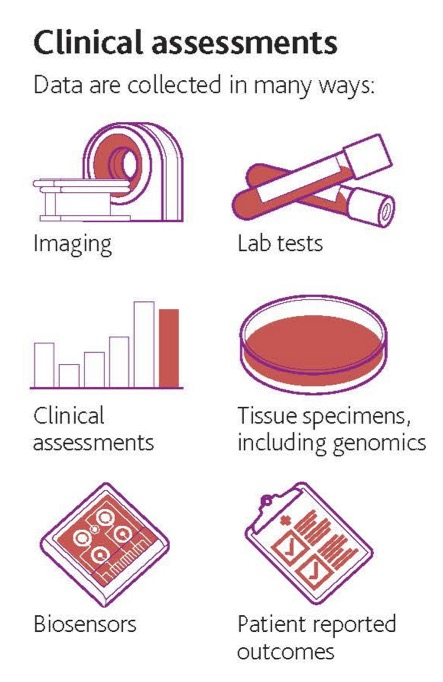 Clinical assessments
Data are collected in many ways:
Imaging
Lab tests
Clinical
assessments
Tissue specimens,
including genomics
Biosensors
Patient reported
outcomes